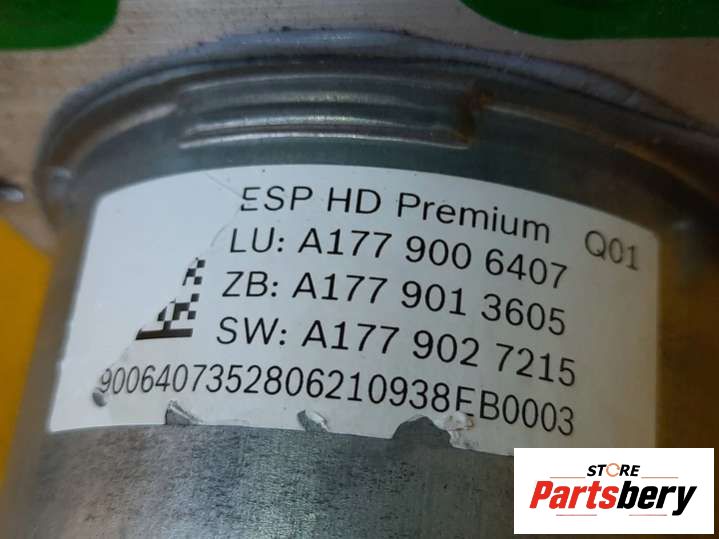 ESP HD Premium Q01
LU: A177 900 6407
ZB: A177 901 3605
SW: A177 902 7215
9006407352806210938EB0003
STORE
Partsbery